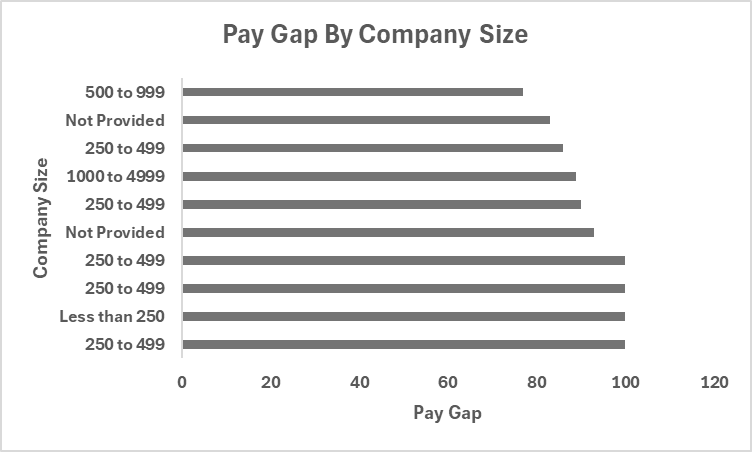 Pay Gap By Company Size
Company Size
500 to 999
Not Provided
250 to 499
1000 to 4999
250 to 499
Not Provided
250 to 499
250 to 499
Less than 250
250 to 499
0 20 40 60 80 100 120
Pay Gap